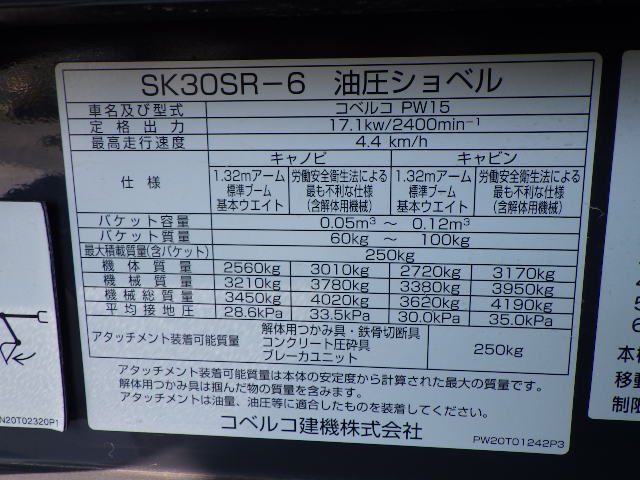 SK30SR-6 油圧ショベル
車名及び型式 コベルコ PW15
定格出力 17.1kw/2400min⁻¹
最高走行速度 4.4 km/h
仕様 キャノピ キャビン
1.32mアーム 労働安全衛生法による 1.32mアーム 労働安全衛生法による
標準ブーム 最も不利な仕様 標準ブーム 最も不利な仕様
基本ウエイト (含解体用機械) 基本ウエイト (含解体用機械)
バケット容量 0.05m³ ~ 0.12m³
バケット質量 60kg ~ 100kg
最大積載質量(含バケット) 250kg
機体質量 2560kg 3010kg 2720kg 3170kg
機械質量 3210kg 3780kg 3380kg 3950kg
機械総質量 3450kg 4020kg 3620kg 4190kg
平均接地圧 28.6kPa 33.5kPa 30.0kPa 35.0kPa
アタッチメント装着可能質量 解体用つかみ具・鉄骨切断具 250kg
コンクリート圧砕具
ブレーカユニット
アタッチメント装着可能質量は本体の安定度から計算された最大の質量です。
解体用つかみ具は掴んだ物の質量を含みます。
アタッチメントは油量、油圧等に適合したものを装着してください。
コベルコ建機株式会社
PW20T01242P3
N20T02320P1
本機
移動
制限